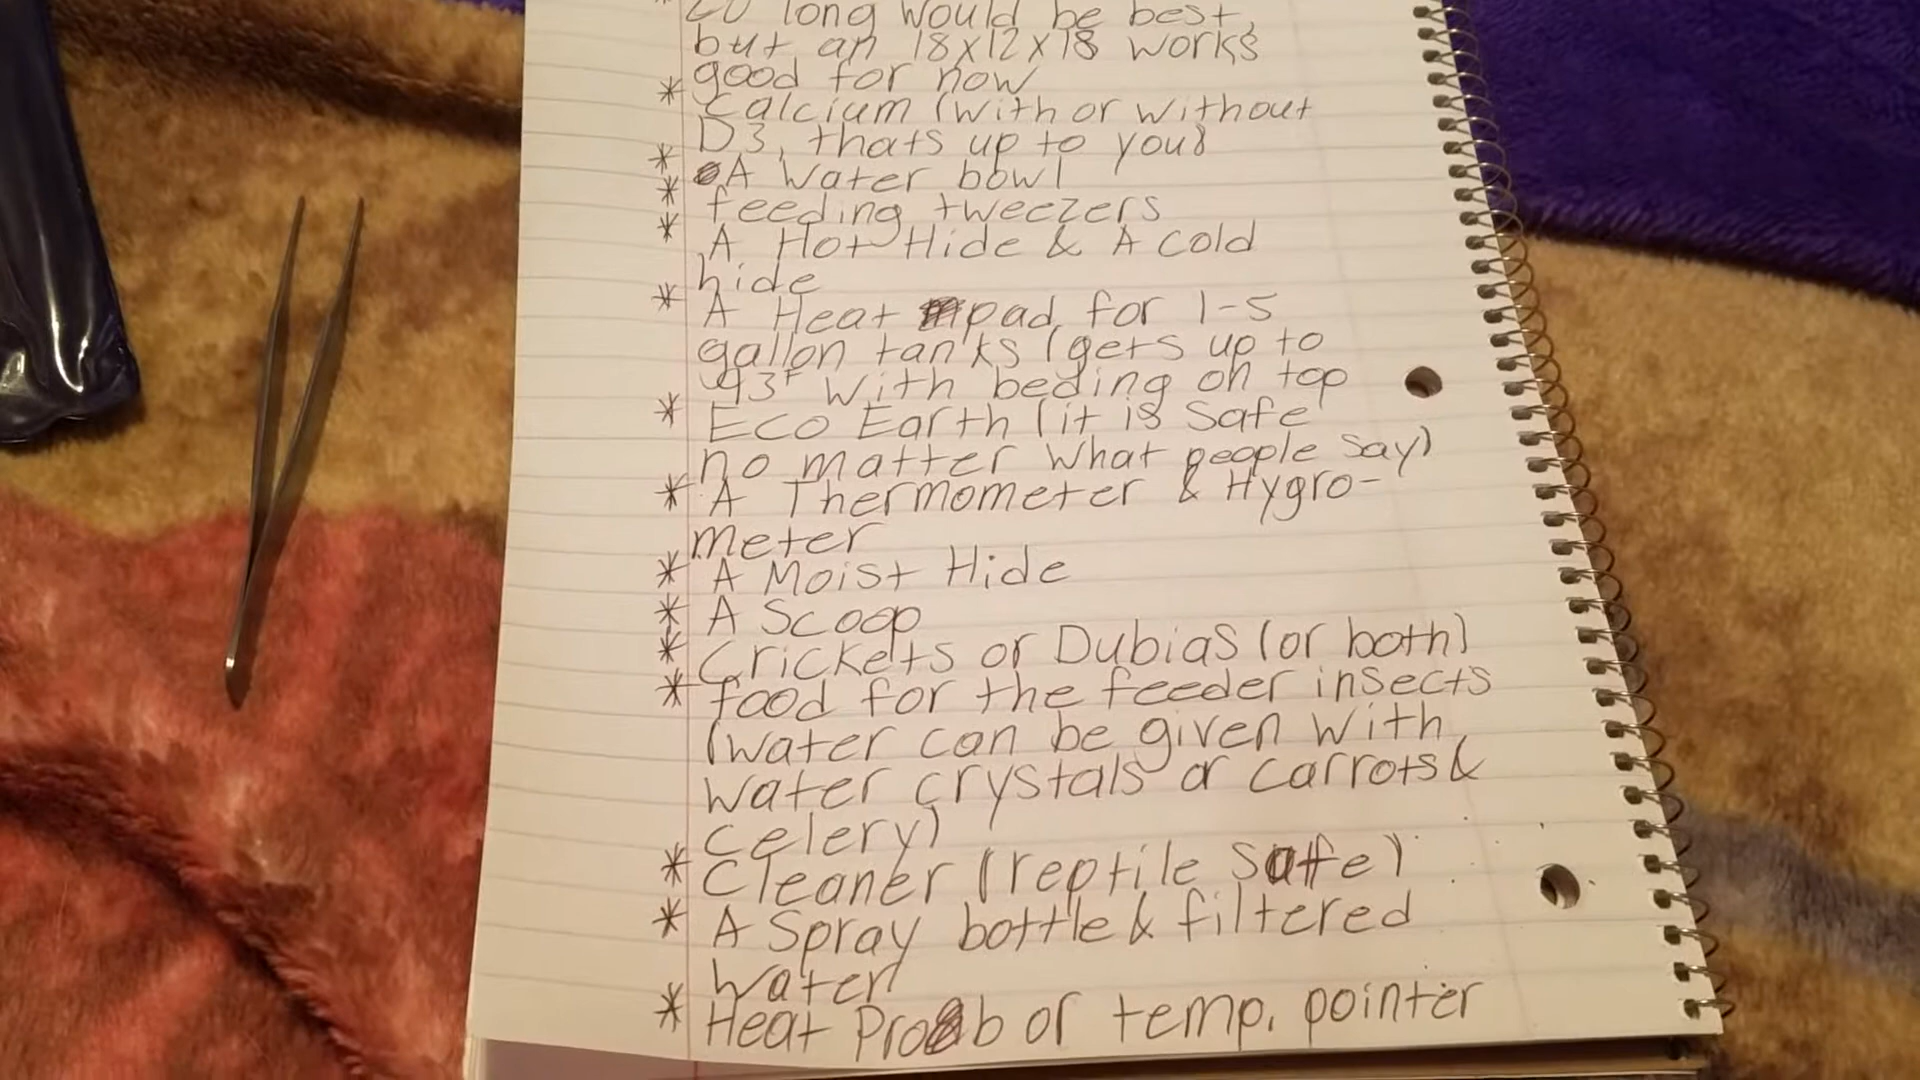 * 20 long would be best,
but an 18x12x18 works
good for now
* Calcium (with or without
D3, thats up to you)
* A Water bowl
* feeding tweezers
* A Hot Hide & A cold
hide
* A Heat pad for 1-5
gallon tanks (gets up to
93F with beding on top
* Eco Earth (it is safe
no matter what people say)
* A Thermometer & Hygro-
meter
* A Moist Hide
* A Scoop
* Crickets or Dubias (or both)
* food for the feeder insects
(water can be given with
water crystals or carrots &
celery)
* Cleaner (reptile safe)
* A Spray bottle & filtered
water
* Heat Prob or temp. pointer